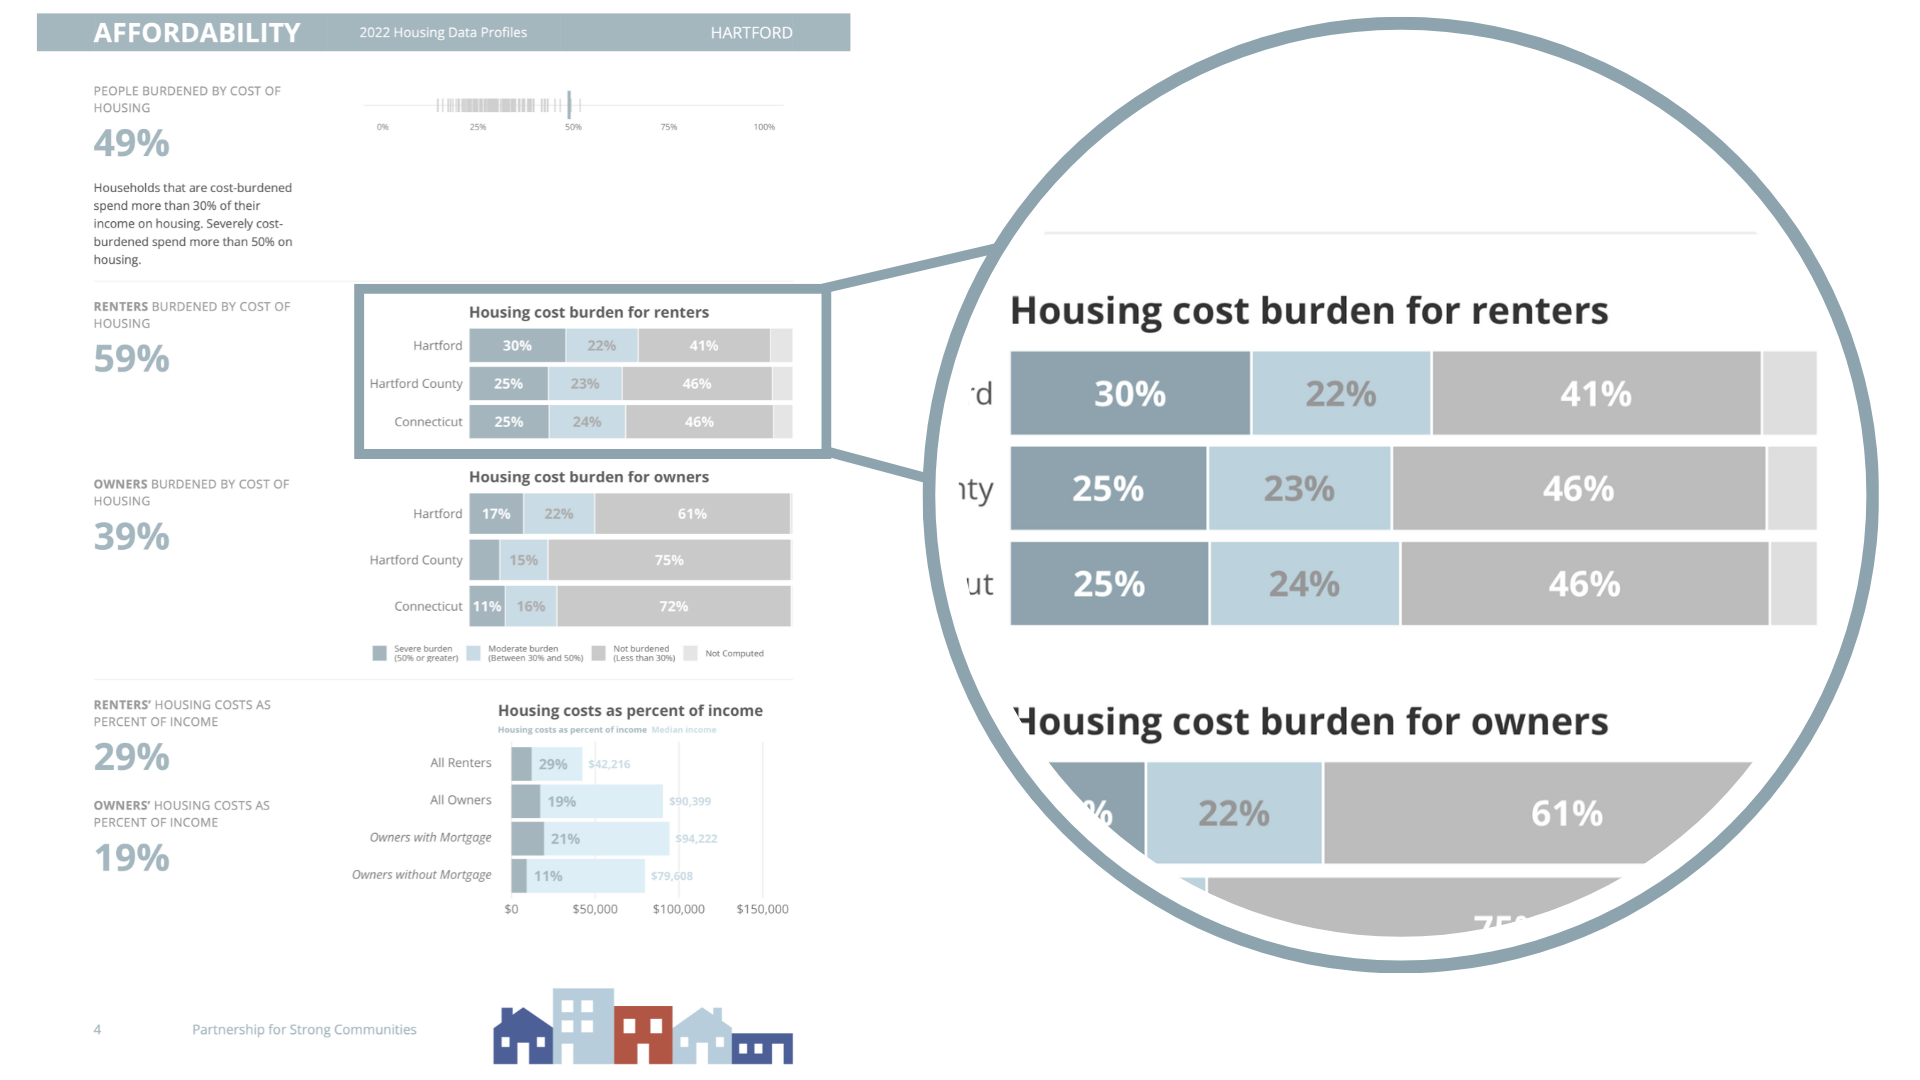 AFFORDABILITY
2022 Housing Data Profiles
HARTFORD
PEOPLE BURDENED BY COST OF
HOUSING
49%
0% 25% 50% 75% 100%
Households that are cost-burdened
spend more than 30% of their
income on housing. Severely cost-
burdened spend more than 50% on
housing.
RENTERS BURDENED BY COST OF
HOUSING
59%
Housing cost burden for renters
Hartford 30% 22% 41%
Hartford County 25% 23% 46%
Connecticut 25% 24% 46%
OWNERS BURDENED BY COST OF
HOUSING
39%
Housing cost burden for owners
Hartford 17% 22% 61%
Hartford County 15% 75%
Connecticut 11% 16% 72%
Severe burden
(50% or greater)
Moderate burden
(Between 30% and 50%)
Not burdened
(Less than 30%)
Not Computed
RENTERS' HOUSING COSTS AS
PERCENT OF INCOME
29%
OWNERS' HOUSING COSTS AS
PERCENT OF INCOME
19%
Housing costs as percent of income
Housing costs as percent of income Median Income
All Renters 29% $42,216
All Owners 19% $90,399
Owners with Mortgage 21% $94,222
Owners without Mortgage 11% $79,608
$0 $50,000 $100,000 $150,000
4
Partnership for Strong Communities
Housing cost burden for renters
rd 30% 22% 41%
nty 25% 23% 46%
ut 25% 24% 46%
Housing cost burden for owners
% 22% 61%
75%